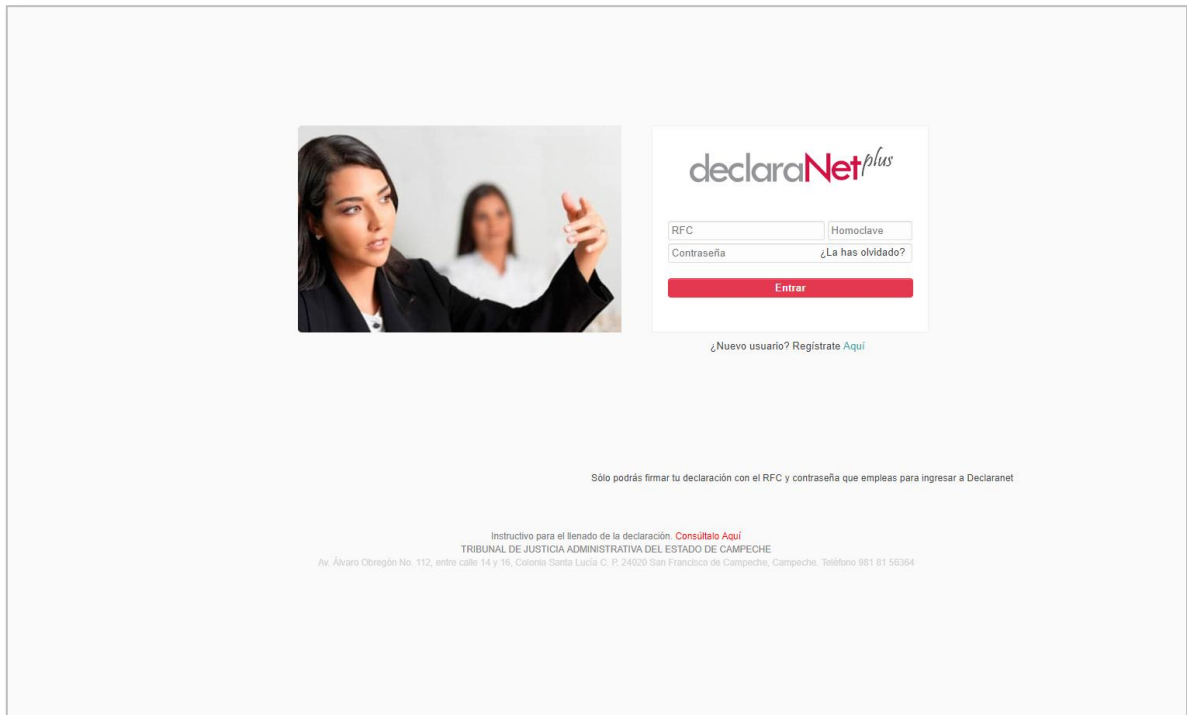 declaraNet plus
RFC Homoclave
Contraseña ¿La has olvidado?
Entrar
¿Nuevo usuario? Regístrate Aquí
Sólo podrás firmar tu declaración con el RFC y contraseña que empleas para ingresar a Declaranet
Instructivo para el llenado de la declaración. Consúltalo Aquí
TRIBUNAL DE JUSTICIA ADMINISTRATIVA DEL ESTADO DE CAMPECHE
Av. Álvaro Obregón No. 112, entre calle 14 y 16, Colonia Santa Lucía C. P. 24020 San Francisco de Campeche, Campeche. Teléfono 981 81 56364